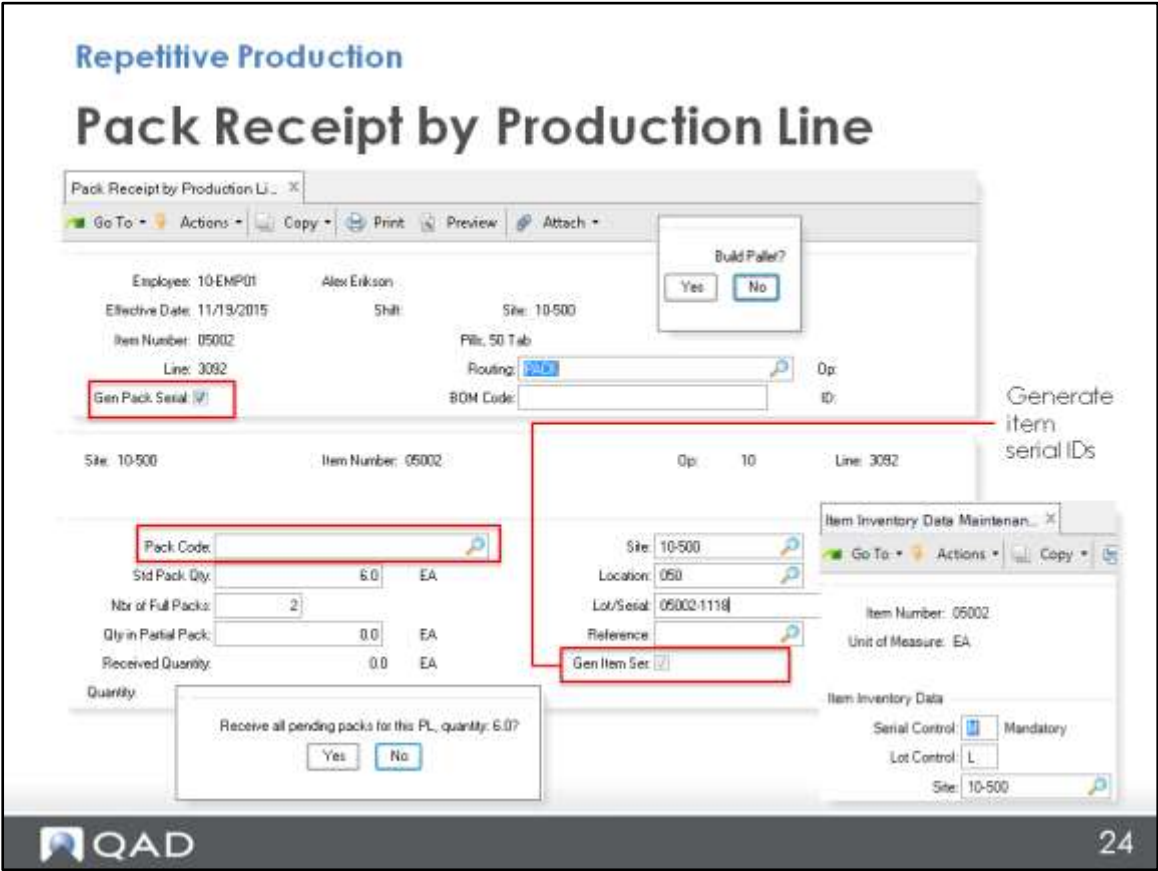 Repetitive Production
Pack Receipt by Production Line
Pack Receipt by Production Li...
Go To Actions Copy Print Preview Attach
Build Pallet?
Yes No
Employee: 10-EMP01 Alex Erikson
Effective Date: 11/19/2015 Shift: Site: 10-500
Item Number: 05002 Pills, 50 Tab
Line: 3092 Routing: PACK Op:
Gen Pack Serial: BOM Code: ID:
Generate
item
serial IDs
Site: 10-500 Item Number: 05002 Op: 10 Line: 3092
Pack Code: Site: 10-500
Std Pack Qty: 6.0 EA Location: 050
Nbr of Full Packs: 2 Lot/Serial: 05002-1118
Qty in Partial Pack: 0.0 EA Reference:
Received Quantity: 0.0 EA Gen Item Ser:
Quantity:
Receive all pending packs for this PL, quantity: 6.0?
Yes No
Item Inventory Data Maintenan...
Go To Actions Copy
Item Number: 05002
Unit of Measure: EA
Item Inventory Data
Serial Control: Mandatory
Lot Control: L
Site: 10-500
QAD
24